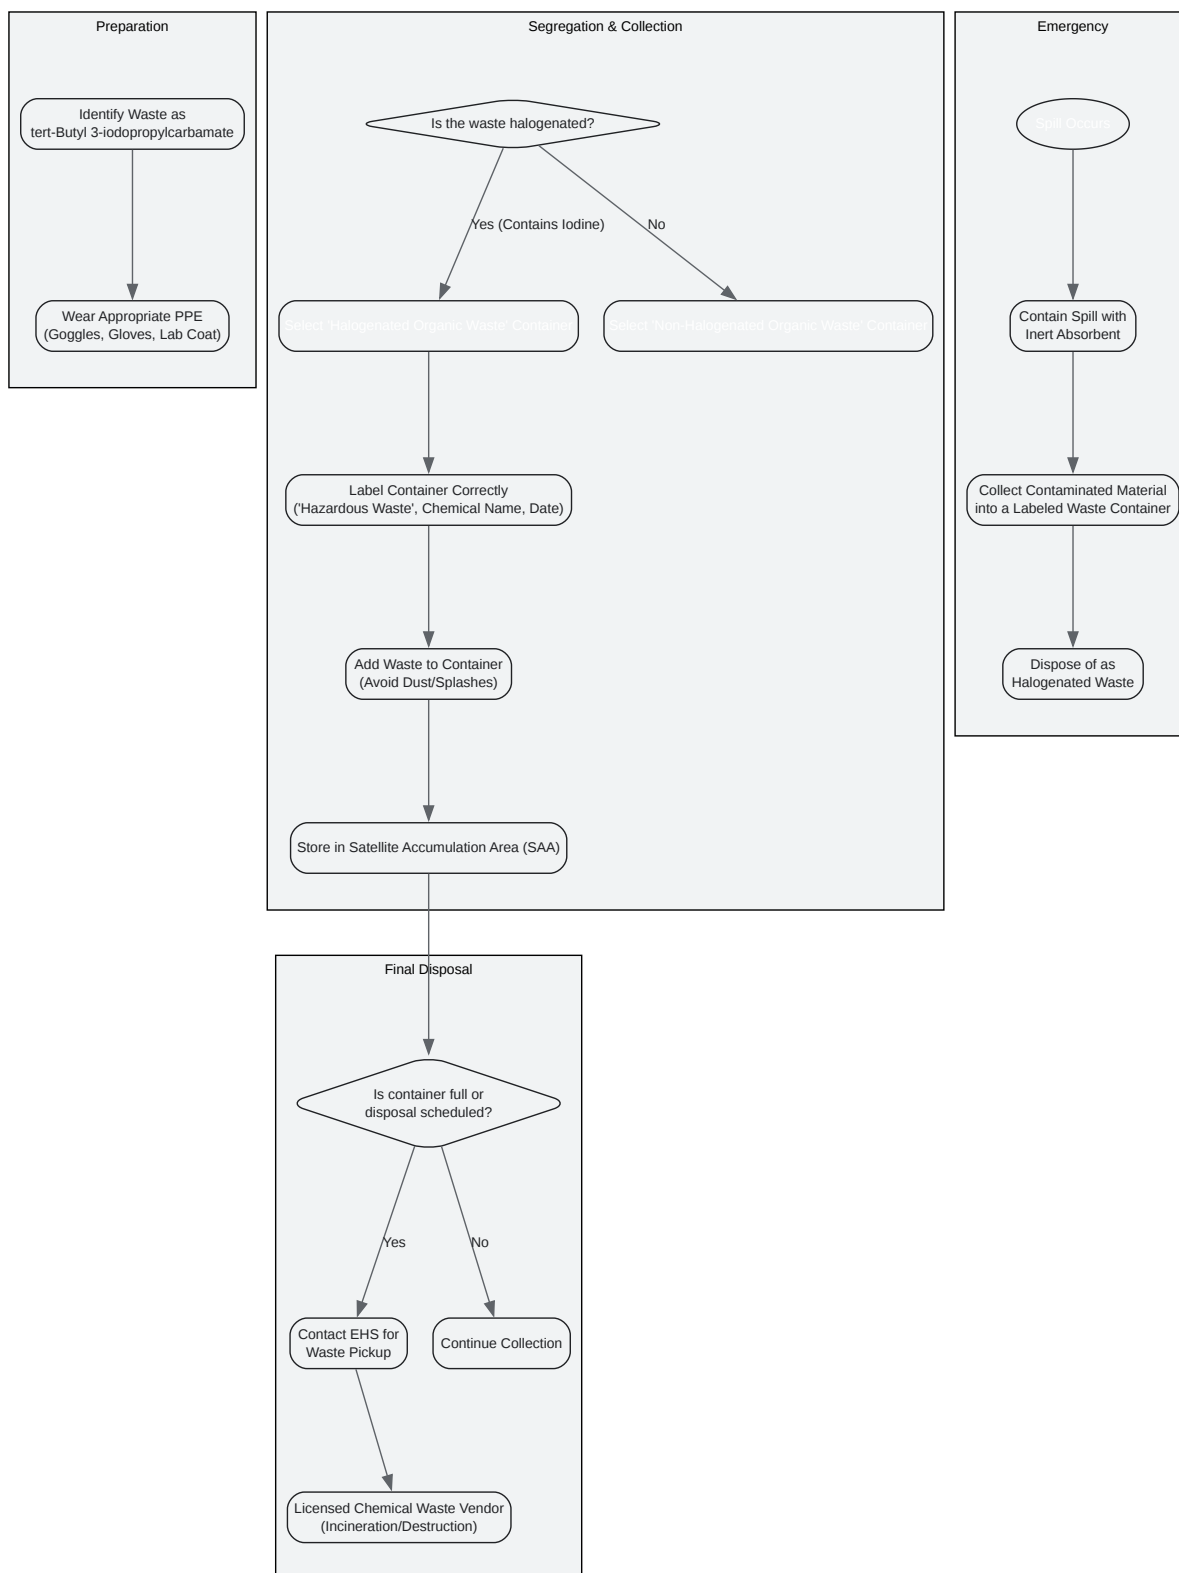 Preparation
Identify Waste as
tert-Butyl 3-iodopropylcarbamate
Wear Appropriate PPE
(Goggles, Gloves, Lab Coat)
Segregation & Collection
Is the waste halogenated?
Yes (Contains Iodine)
No
Select 'Halogenated Organic Waste' Container
Select 'Non-Halogenated Organic Waste' Container
Label Container Correctly
('Hazardous Waste', Chemical Name, Date)
Add Waste to Container
(Avoid Dust/Splashes)
Store in Satellite Accumulation Area (SAA)
Final Disposal
Is container full or
disposal scheduled?
Yes
No
Contact EHS for
Waste Pickup
Continue Collection
Licensed Chemical Waste Vendor
(Incineration/Destruction)
Emergency
Spill Occurs
Contain Spill with
Inert Absorbent
Collect Contaminated Material
into a Labeled Waste Container
Dispose of as
Halogenated Waste